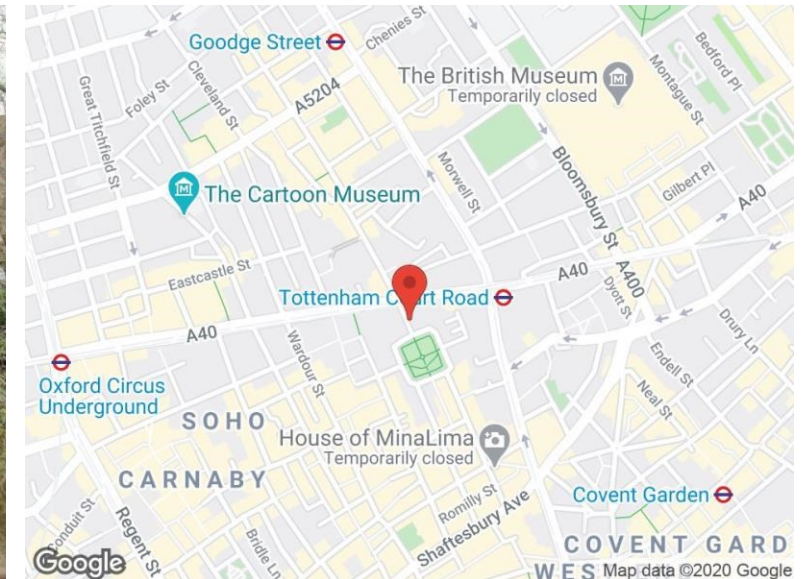 Goodge Street
Chenies St
Cleveland St
Foley St
Great Titchfield St
A5204
The British Museum
Temporarily closed
Montague St
Bedford Pl
Morwell St
Bloomsbury St
Gilbert Pl
A40
The Cartoon Museum
Eastcastle St
A40
A400
Dyott St
Tottenham Court Road
A40
Wardour St
Drury Ln
Endell St
Neal St
Oxford Circus
Underground
SOHO
CARNABY
House of MinaLima
Temporarily closed
Covent Garden
Romilly St
Shaftesbury Ave
Conduit St
Regent St
Bridle Ln
COVENT GARD
WES
Google
Map data ©2020 Google